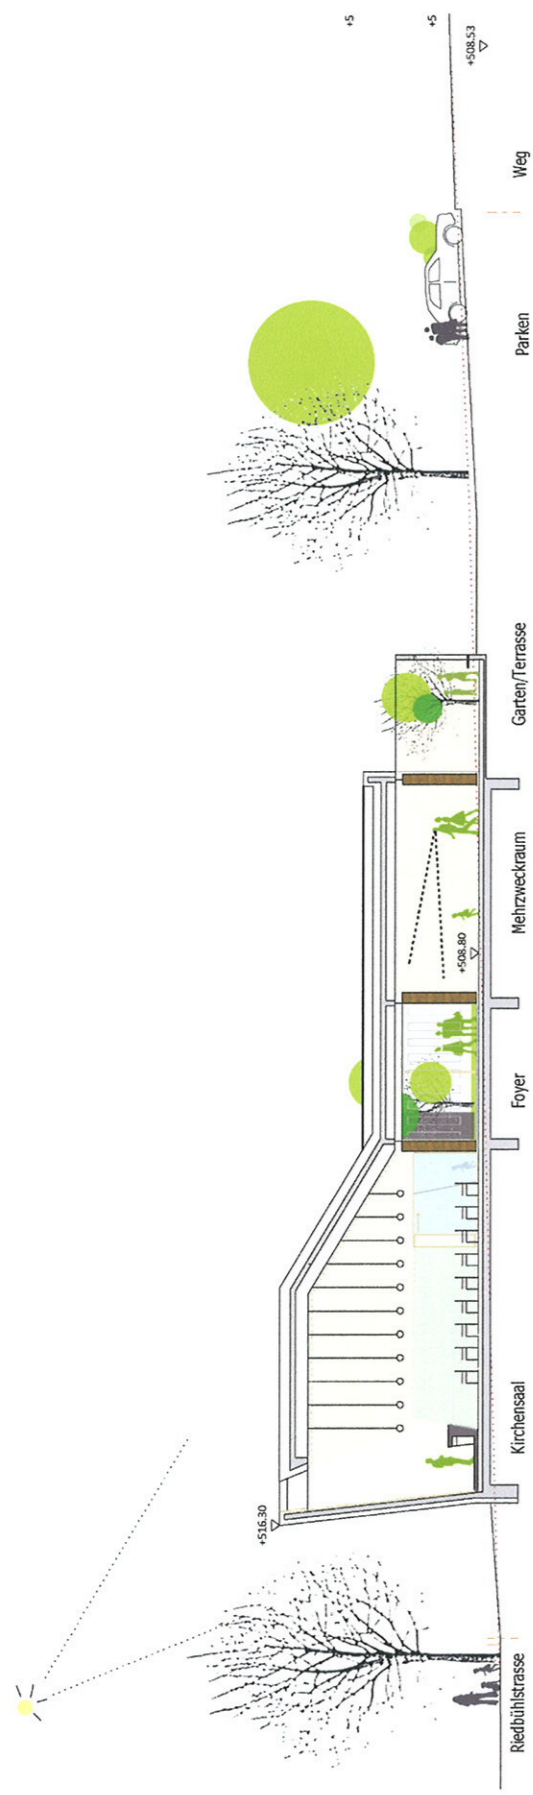 Riedbühlstrasse
+516.30
Kirchensaal
Foyer
+508.80
Mehrzweckraum
Garten/Terrasse
Parken
Weg
+508.53
+5
+5